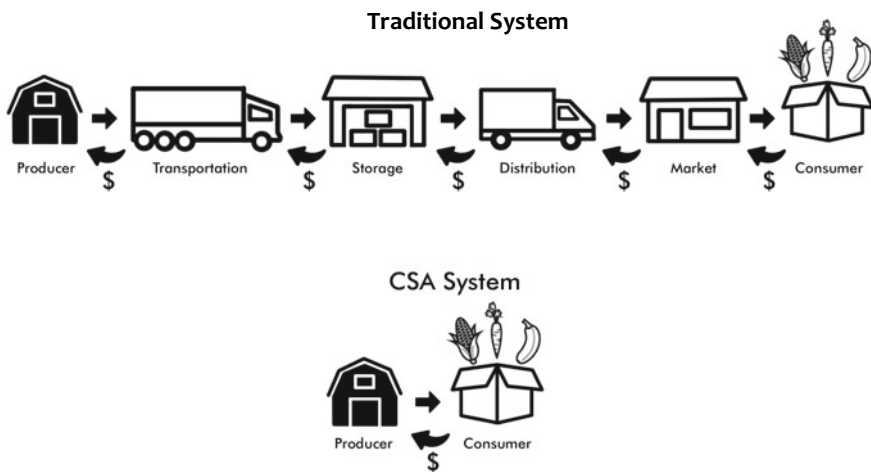 Traditional System
Producer Transportation Storage Distribution Market Consumer
$ $ $ $ $
CSA System
Producer Consumer
$